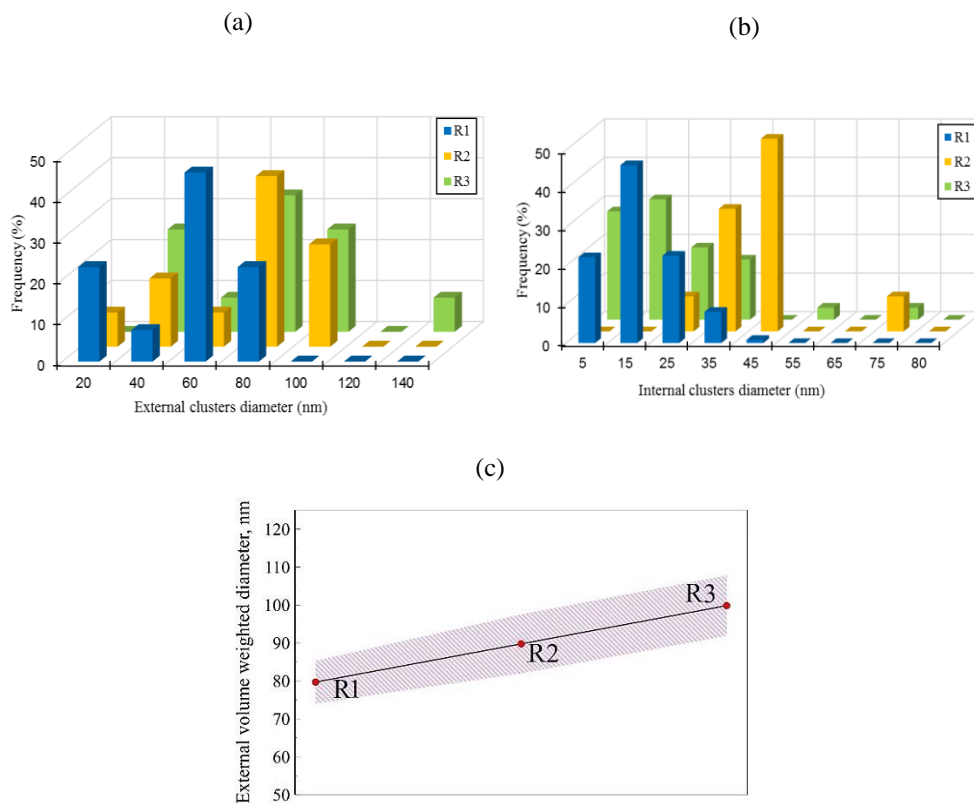 (a)
(b)
Frequency (%)
50
40
30
20
10
0
20 40 60 80 100 120 140
External clusters diameter (nm)
R1
R2
R3
Frequency (%)
50
40
30
20
10
0
5 15 25 35 45 55 65 75 80
Internal clusters diameter (nm)
R1
R2
R3
(c)
External volume weighted diameter, nm
120
110
100
90
80
70
60
50
R1
R2
R3